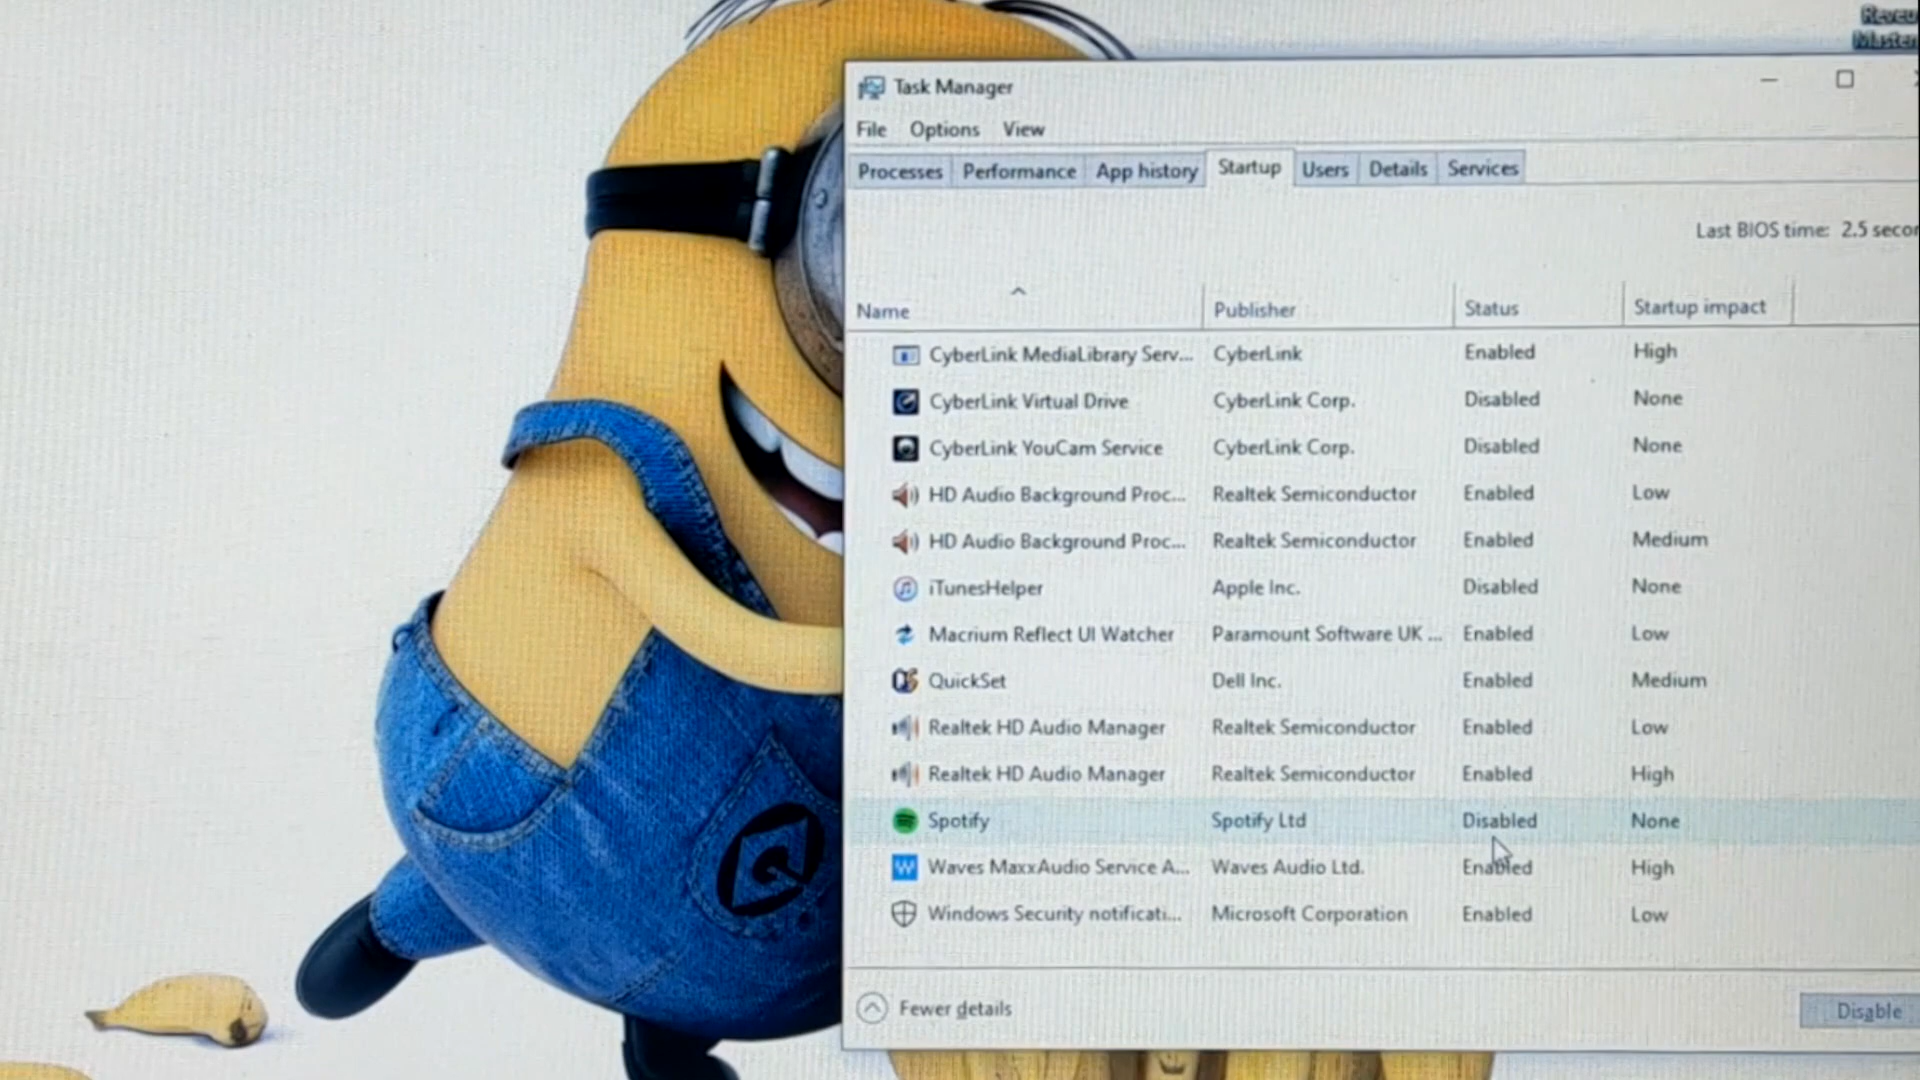 Task Manager
File Options View
Processes Performance App history Startup Users Details Services
Last BIOS time: 2.5
Name Publisher Status Startup impact
CyberLink MediaLibrary Serv... CyberLink Enabled High
CyberLink Virtual Drive CyberLink Corp. Disabled None
CyberLink YouCam Service CyberLink Corp. Disabled None
HD Audio Background Proc... Realtek Semiconductor Enabled Low
HD Audio Background Proc... Realtek Semiconductor Enabled Medium
iTunesHelper Apple Inc. Disabled None
Macrium Reflect UI Watcher Paramount Software UK ... Enabled Low
QuickSet Dell Inc. Enabled Medium
Realtek HD Audio Manager Realtek Semiconductor Enabled Low
Realtek HD Audio Manager Realtek Semiconductor Enabled High
Spotify Spotify Ltd Disabled None
Waves MaxxAudio Service A... Waves Audio Ltd. Enabled High
Windows Security notificati... Microsoft Corporation Enabled Low
Fewer details
Disable